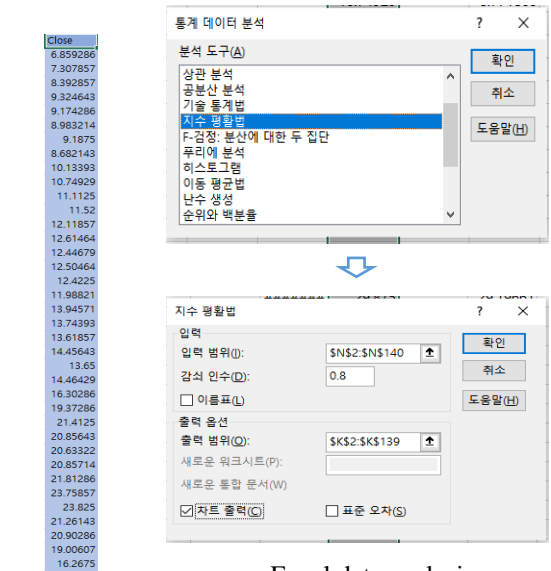 Close
6.859286
7.307857
8.392857
9.324643
9.174286
8.983214
9.1875
8.682143
10.13393
10.74929
11.1125
11.52
12.11857
12.61464
12.44679
12.50464
12.4225
11.98821
13.94571
13.74393
13.61857
14.45643
13.65
14.46429
16.30286
19.37286
21.4125
20.85643
20.63322
20.85714
21.81286
23.75857
23.825
21.26143
20.90286
19.00607
16.2675
통계 데이터 분석 ? ×
분석 도구(A)
상관 분석
공분산 분석
기술 통계법
지수 평활법
F-검정: 분산에 대한 두 집단
푸리에 분석
히스토그램
이동 평균법
난수 생성
순위와 백분율
확인
취소
도움말(H)
지수 평활법 ? ×
입력
입력 범위(I): $N$2:$N$140
감쇠 인수(D): 0.8
이름표(L)
확인
취소
도움말(H)
출력 옵션
출력 범위(O): $K$2:$K$139
새로운 워크시트(P):
새로운 통합 문서(W)
차트 출력(C) 표준 오차(S)